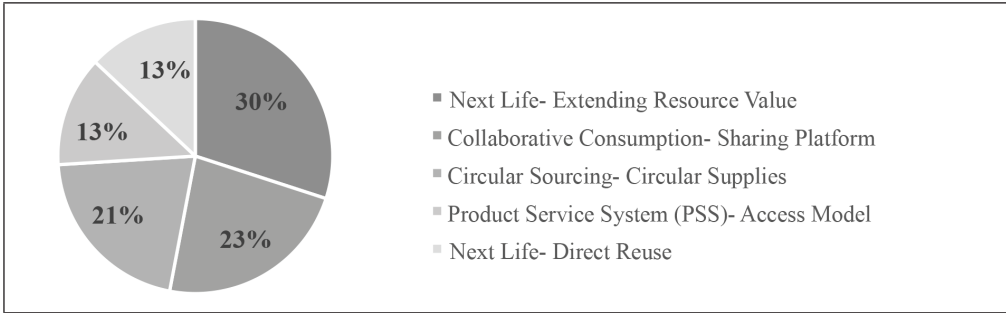 13%
30%
13%
21%
23%
Next Life- Extending Resource Value
Collaborative Consumption- Sharing Platform
Circular Sourcing- Circular Supplies
Product Service System (PSS)- Access Model
Next Life- Direct Reuse